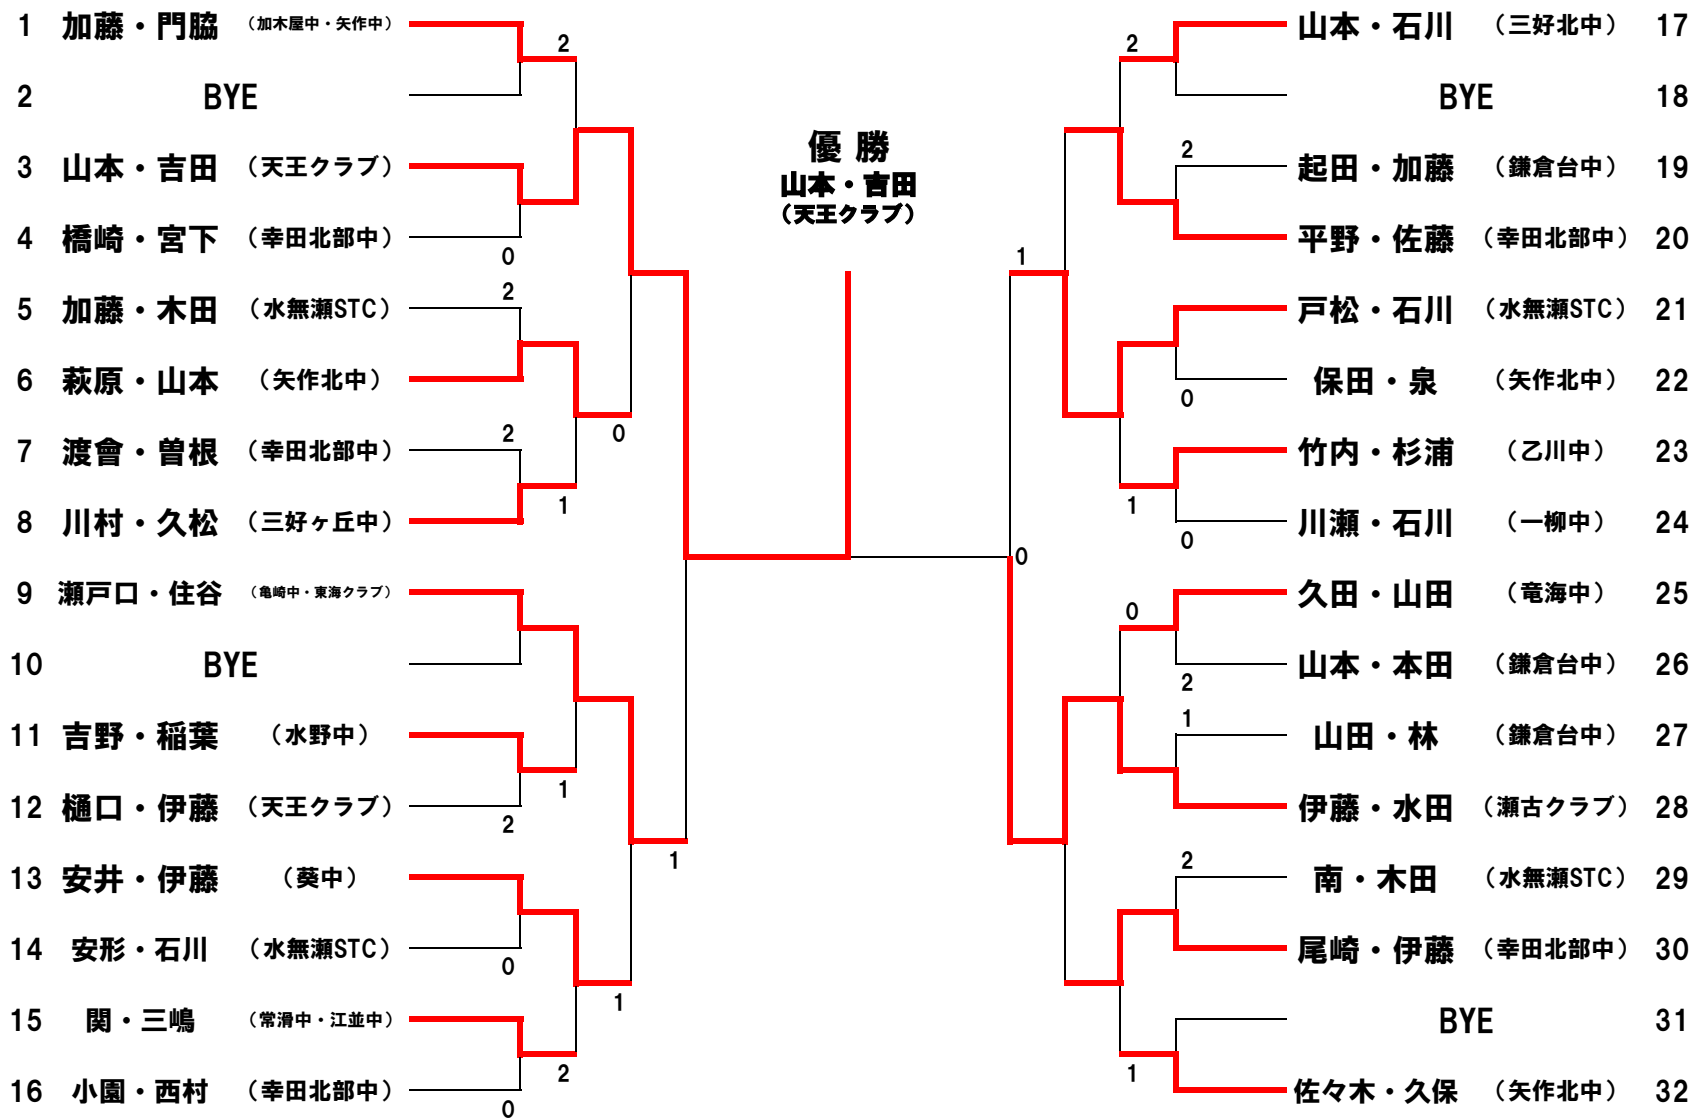 1 加藤・門脇 （加木屋中・矢作中）
2
2 BYE
3 山本・吉田 （天王クラブ）
4 橋崎・宮下 （幸田北部中）
0
2
5 加藤・木田 （水無瀬STC）
6 萩原・山本 （矢作北中）
0
2
7 渡會・曽根 （幸田北部中）
1
8 川村・久松 （三好ヶ丘中）
9 瀬戸口・住谷 （亀崎中・東海クラブ）
10 BYE
11 吉野・稲葉 （水野中）
1
12 樋口・伊藤 （天王クラブ）
2
1
13 安井・伊藤 （葵中）
14 安形・石川 （水無瀬STC）
0
1
15 関・三嶋 （常滑中・江並中）
2
16 小園・西村 （幸田北部中）
0
優 勝
山本・吉田
（天王クラブ）
山本・石川 （三好北中） 17
2
BYE 18
2
起田・加藤 （鎌倉台中） 19
平野・佐藤 （幸田北部中） 20
1
戸松・石川 （水無瀬STC） 21
保田・泉 （矢作北中） 22
0
竹内・杉浦 （乙川中） 23
1
川瀬・石川 （一柳中） 24
0
0
久田・山田 （竜海中） 25
0
山本・本田 （鎌倉台中） 26
2
1
山田・林 （鎌倉台中） 27
伊藤・水田 （瀬古クラブ） 28
2
南・木田 （水無瀬STC） 29
尾崎・伊藤 （幸田北部中） 30
BYE 31
1
佐々木・久保 （矢作北中） 32